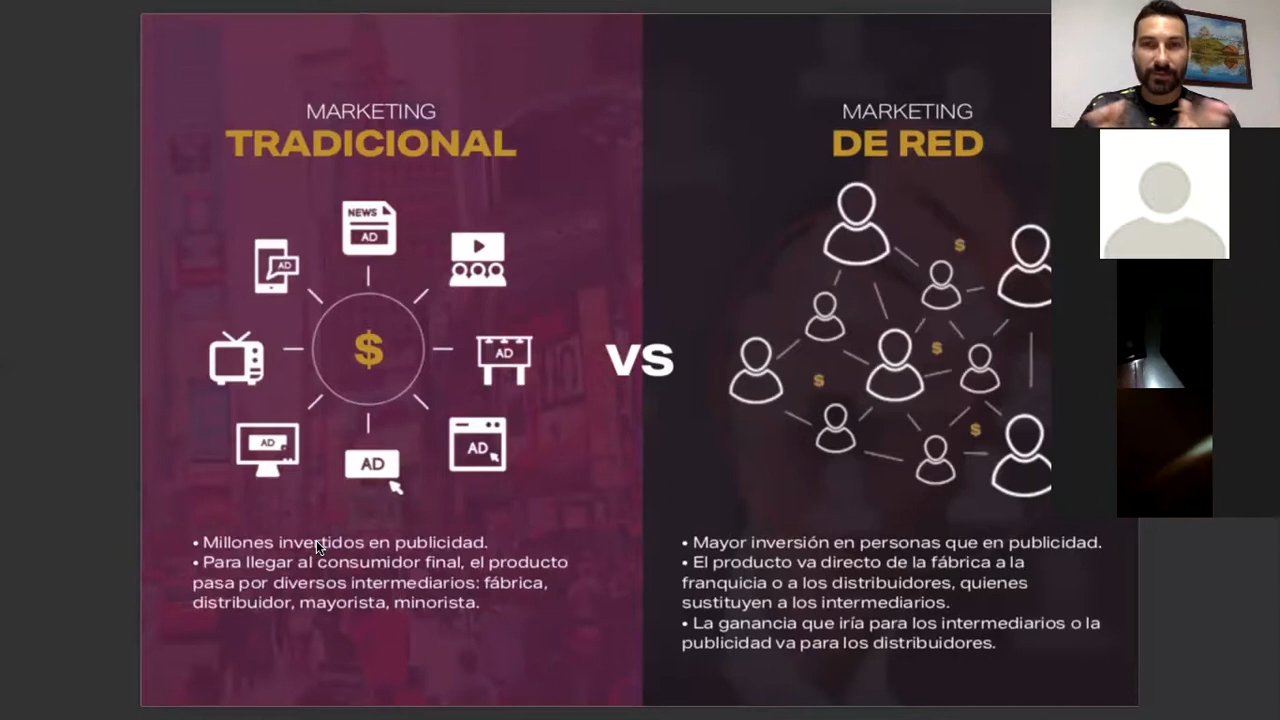 MARKETING
TRADICIONAL
NEWS
AD
AD
$
AD
AD
AD
AD
• Millones invertidos en publicidad.
• Para llegar al consumidor final, el producto
pasa por diversos intermediarios: fábrica,
distribuidor, mayorista, minorista.
VS
MARKETING
DE RED
$
$
$
$
• Mayor inversión en personas que en publicidad.
• El producto va directo de la fábrica a la
franquicia o a los distribuidores, quienes
sustituyen a los intermediarios.
• La ganancia que iría para los intermediarios o la
publicidad va para los distribuidores.